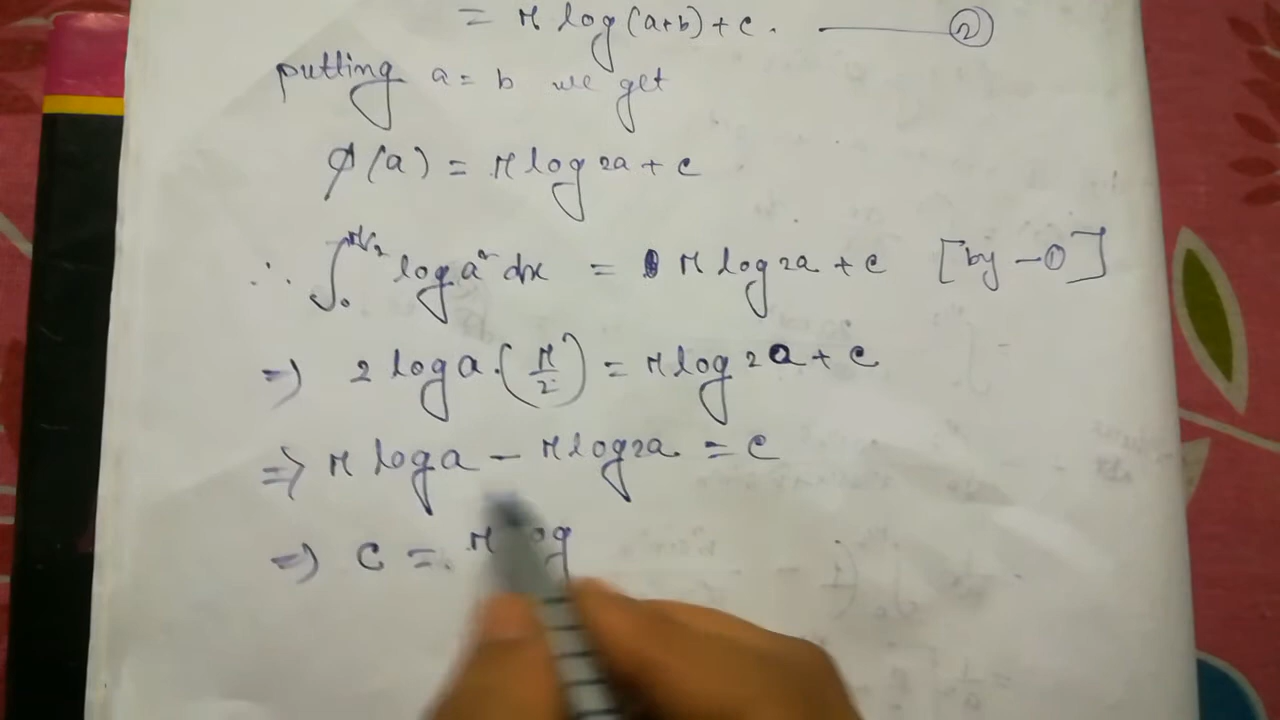 = π log(a+b)+c. ——— ②
putting a = b we get
φ(a) = π log 2a + c
∴ ∫₀^{π/2} log a² dx = π log 2a + c [by - ①]
⇒ 2 log a · (π/2) = π log 2a + c
⇒ π log a - π log 2a = c
⇒ c = π log